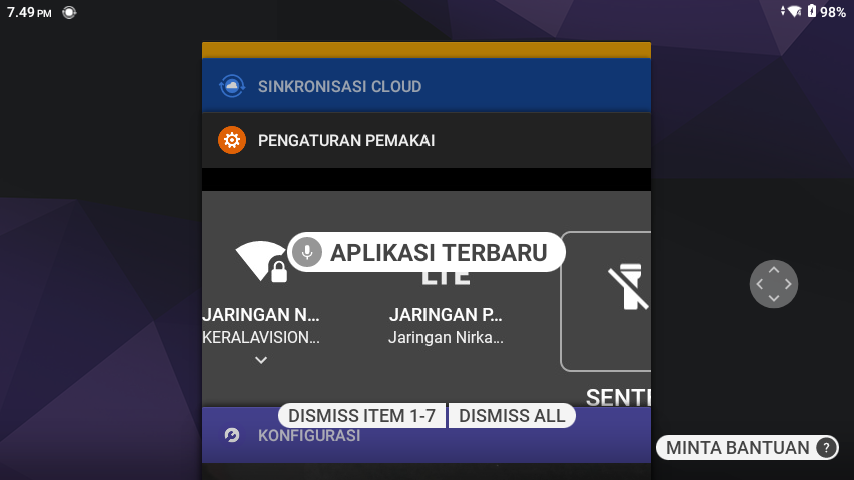 7.49 PM
98%
SINKRONISASI CLOUD
PENGATURAN PEMAKAI
APLIKASI TERBARU
LTE
JARINGAN N...
JARINGAN P...
KERALAVISION...
Jaringan Nirka...
SENT
DISMISS ITEM 1-7
DISMISS ALL
KONFIGURASI
MINTA BANTUAN ?